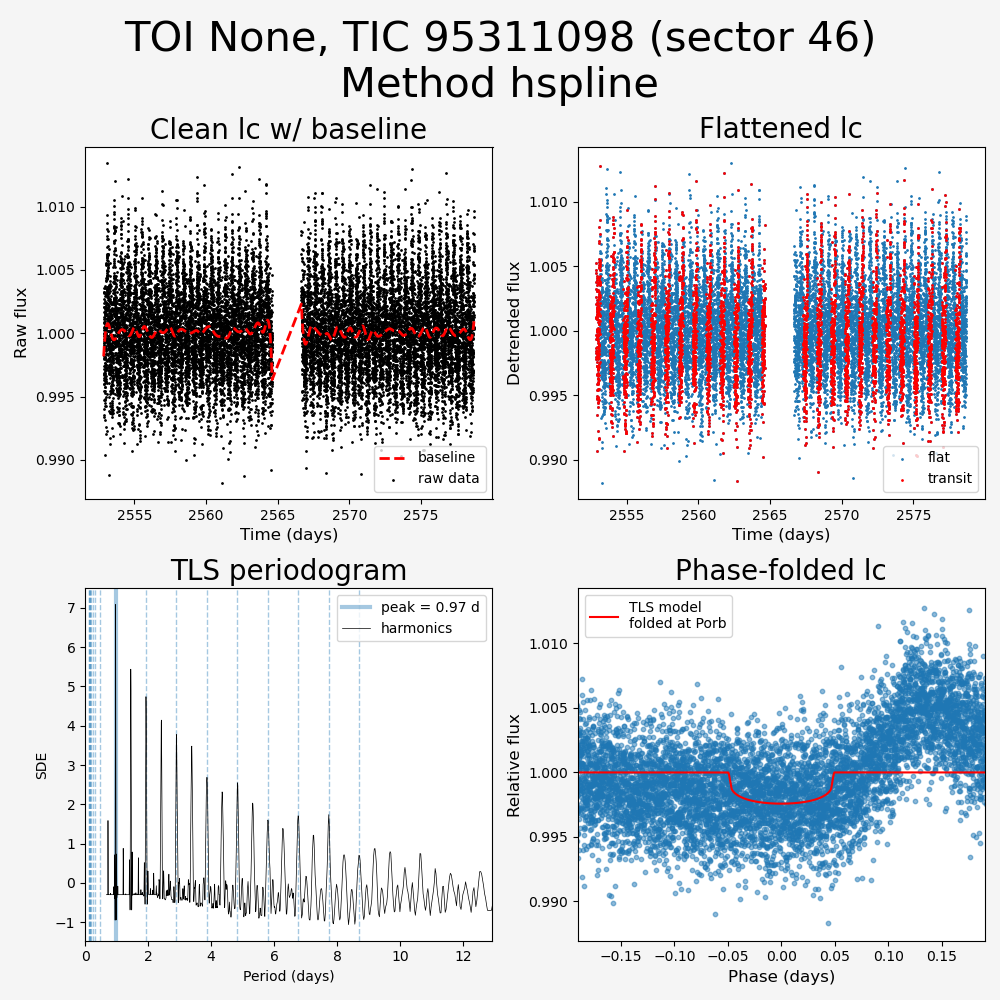 TOI None, TIC 95311098 (sector 46)
Method hspline
Clean lc w/ baseline
Raw flux
1.010
1.005
1.000
0.995
0.990
2555
2560
2565
2570
2575
Time (days)
baseline
raw data
Flattened lc
Detrended flux
1.010
1.005
1.000
0.995
0.990
2555
2560
2565
2570
2575
Time (days)
flat
transit
TLS periodogram
SDE
7
6
5
4
3
2
1
0
−1
0
2
4
6
8
10
12
Period (days)
peak = 0.97 d
harmonics
Phase-folded lc
Relative flux
1.010
1.005
1.000
0.995
0.990
−0.15
−0.10
−0.05
0.00
0.05
0.10
0.15
Phase (days)
TLS model
folded at Porb